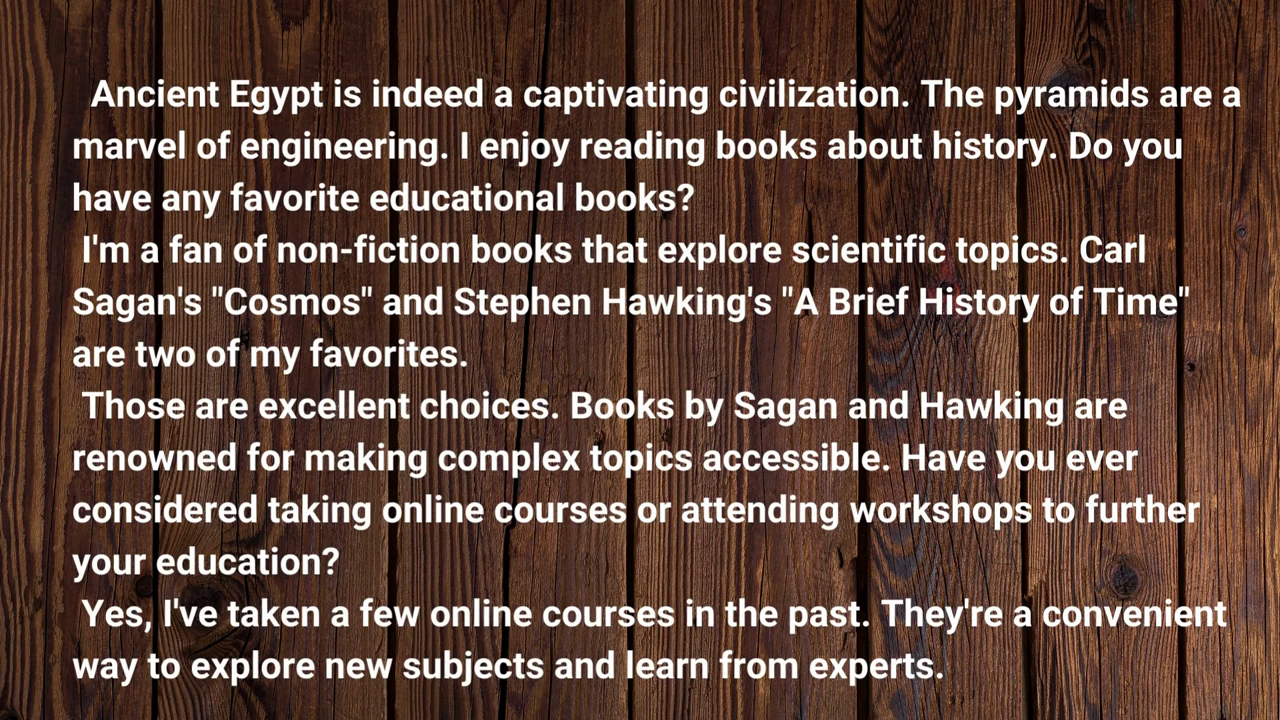 Ancient Egypt is indeed a captivating civilization. The pyramids are a
marvel of engineering. I enjoy reading books about history. Do you
have any favorite educational books?
I'm a fan of non-fiction books that explore scientific topics. Carl
Sagan's "Cosmos" and Stephen Hawking's "A Brief History of Time"
are two of my favorites.
Those are excellent choices. Books by Sagan and Hawking are
renowned for making complex topics accessible. Have you ever
considered taking online courses or attending workshops to further
your education?
Yes, I've taken a few online courses in the past. They're a convenient
way to explore new subjects and learn from experts.